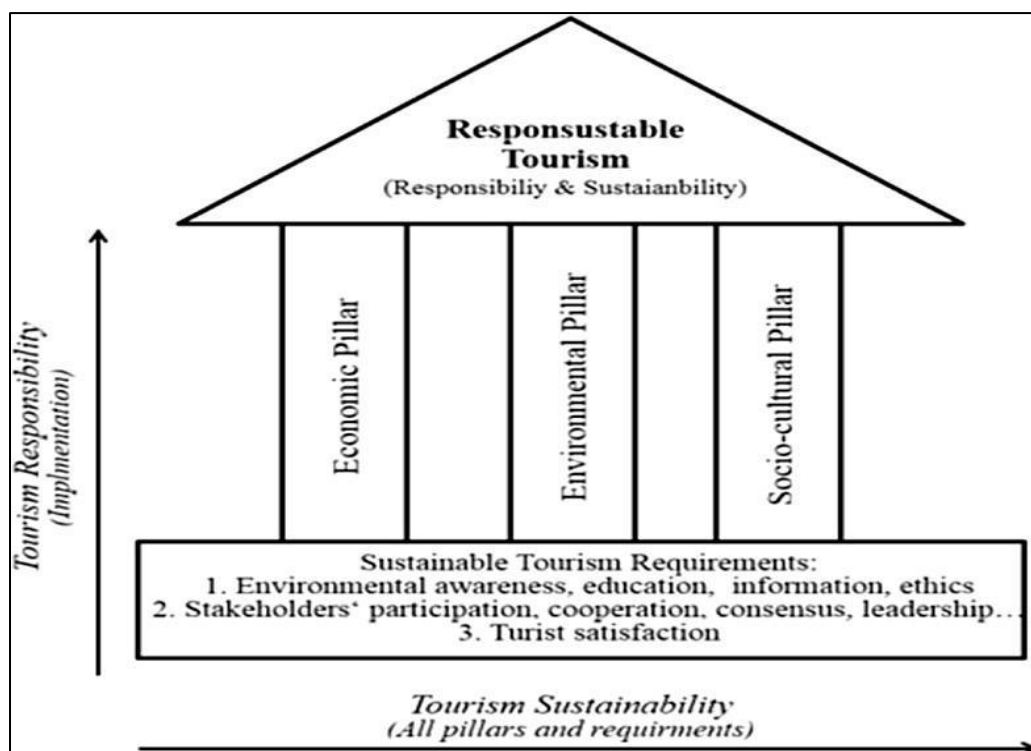 Responsustable
Tourism
(Responsibiliy & Sustaianbility)
Tourism Responsibility
(Implmentation)
Economic Pillar
Environmental Pillar
Socio-cultural Pillar
Sustainable Tourism Requirements:
1. Environmental awareness, education, information, ethics
2. Stakeholders‘ participation, cooperation, consensus, leadership…
3. Turist satisfaction
Tourism Sustainability
(All pillars and requirments)